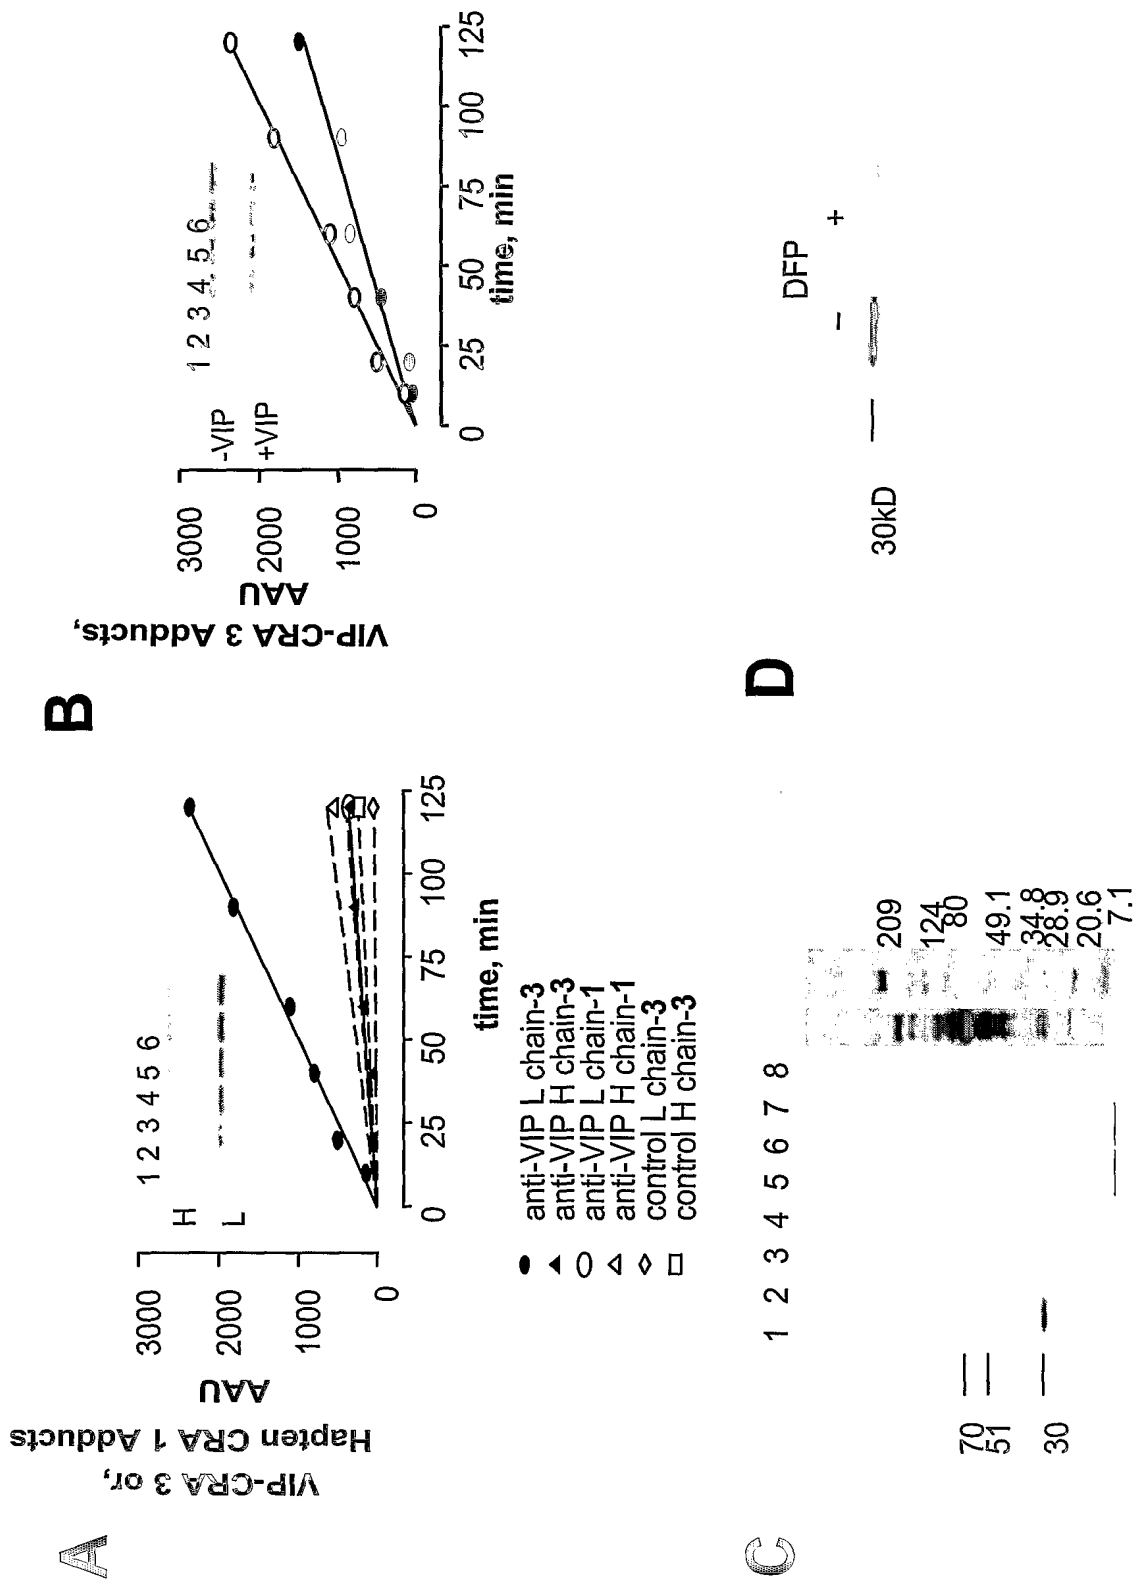 A
VIP-CRA 3 or,
Hapten CRA 1 Adducts
AAU
3000
2000
1000
0
H
L
1 2 3 4 5 6
0 25 50 75 100 125
time, min
anti-VIP L chain-3
anti-VIP H chain-3
anti-VIP L chain-1
anti-VIP H chain-1
control L chain-3
control H chain-3
B
VIP-CRA 3 Adducts,
AAU
3000
2000
1000
0
-VIP
+VIP
1 2 3 4 5 6
0 25 50 75 100 125
time, min
C
1 2 3 4 5 6 7 8
70
51
30
209
124
80
49.1
34.8
28.9
20.6
7.1
D
DFP
– +
30kD